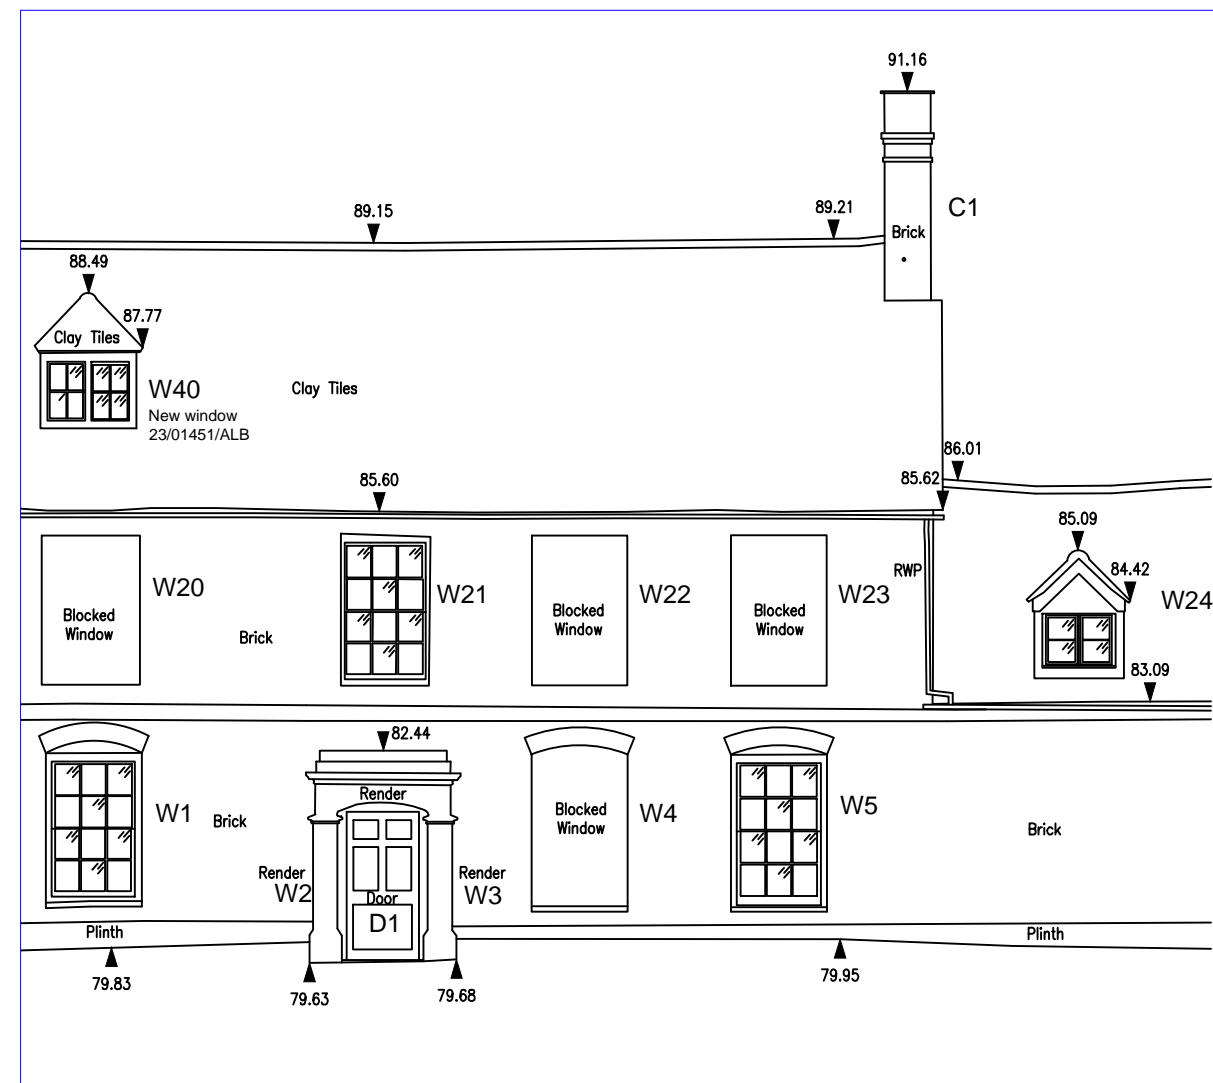 91.16
C1
89.15
89.21
Brick
88.49
87.77
Clay Tiles
W40
New window
23/01451/ALB
Clay Tiles
86.01
85.60
85.62
85.09
84.42
RWP
W20
W21
W22
W23
W24
Blocked
Window
Brick
Blocked
Window
Blocked
Window
83.09
82.44
Render
W1
Brick
Blocked
Window
W4
W5
Brick
Render
W2
Render
W3
Door
D1
Plinth
Plinth
79.83
79.63
79.68
79.95